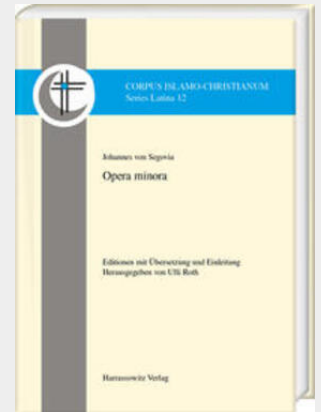 CORPUS ISLAMO-CHRISTIANUM
Series Latina 12
Johannes von Segovia
Opera minora
Editionen mit Übersetzung und Einleitung
Herausgegeben von Ulli Roth
Harrassowitz Verlag